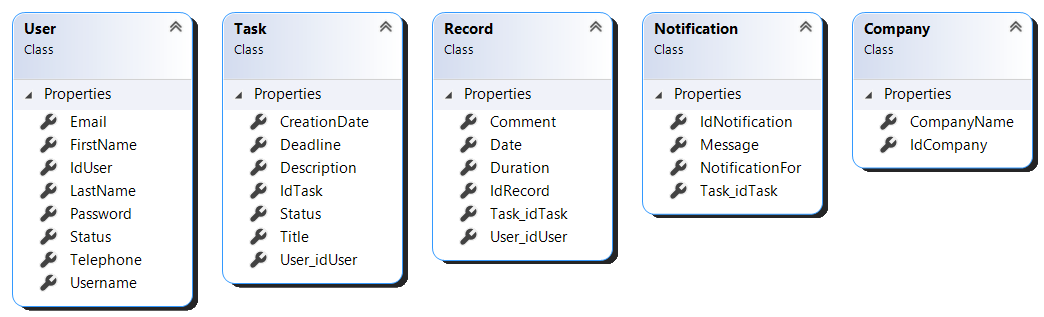 User
Class
Properties
Email
FirstName
IdUser
LastName
Password
Status
Telephone
Username
Task
Class
Properties
CreationDate
Deadline
Description
IdTask
Status
Title
User_idUser
Record
Class
Properties
Comment
Date
Duration
IdRecord
Task_idTask
User_idUser
Notification
Class
Properties
IdNotification
Message
NotificationFor
Task_idTask
Company
Class
Properties
CompanyName
IdCompany